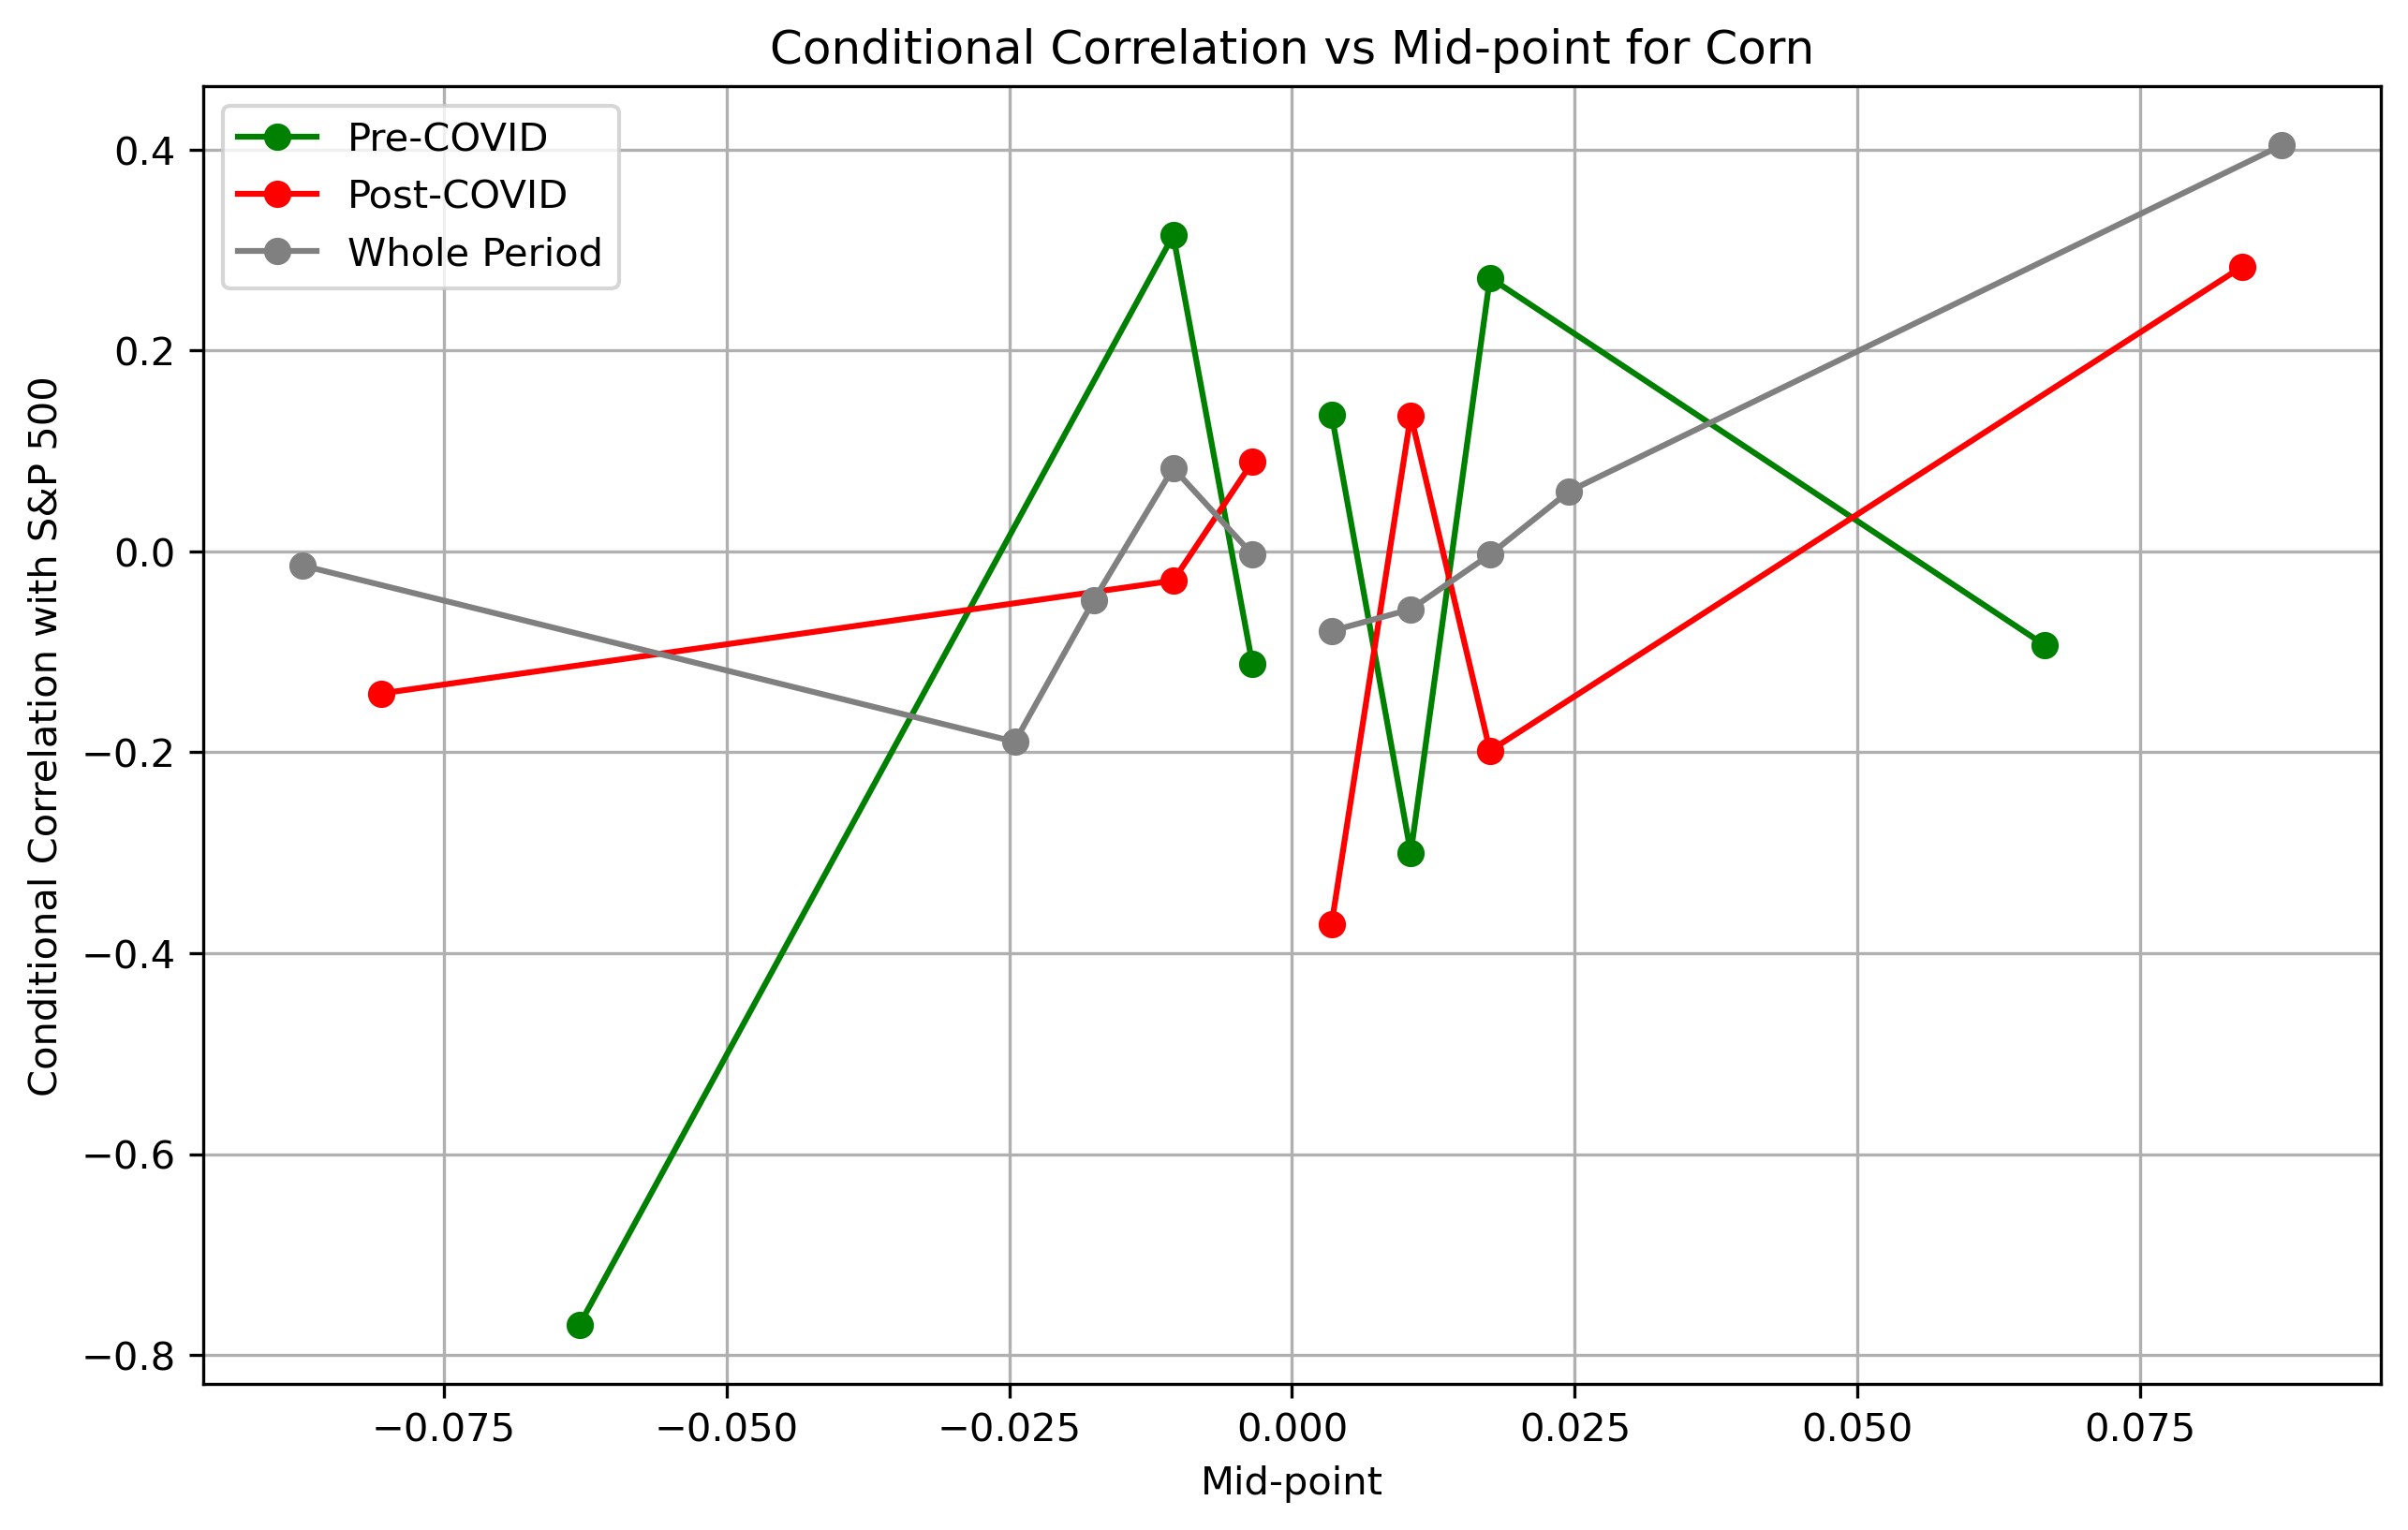 Conditional Correlation vs Mid-point for Corn
Pre-COVID
Post-COVID
Whole Period
Conditional Correlation with S&P 500
0.4
0.2
0.0
−0.2
−0.4
−0.6
−0.8
−0.075
−0.050
−0.025
0.000
0.025
0.050
0.075
Mid-point